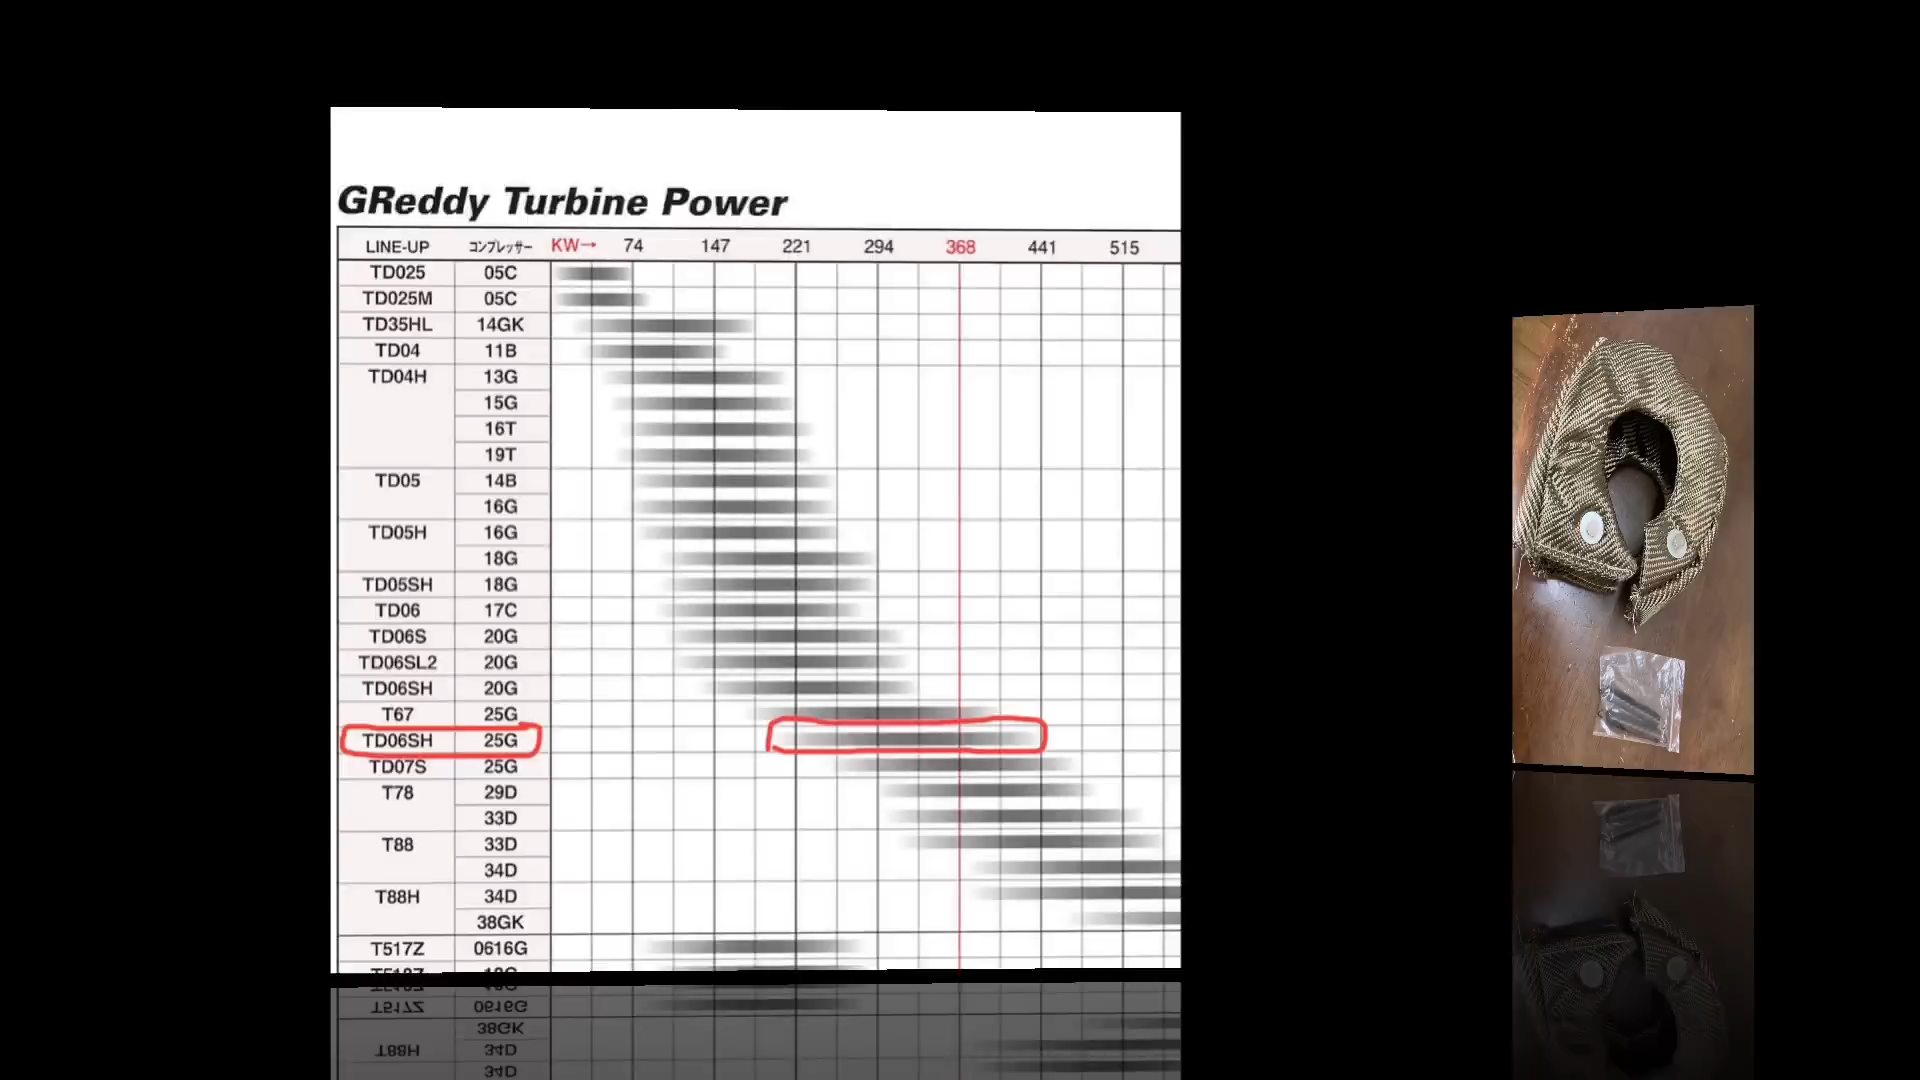 GReddy Turbine Power
LINE-UP コンプレッサー KW→ 74 147 221 294 368 441 515
TD025 05C
TD025M 05C
TD35HL 14GK
TD04 11B
TD04H 13G
15G
16T
19T
TD05 14B
16G
TD05H 16G
18G
TD05SH 18G
TD06 17C
TD06S 20G
TD06SL2 20G
TD06SH 20G
T67 25G
TD06SH 25G
TD07S 25G
T78 29D
33D
T88 33D
34D
T88H 34D
38GK
T517Z 0616G